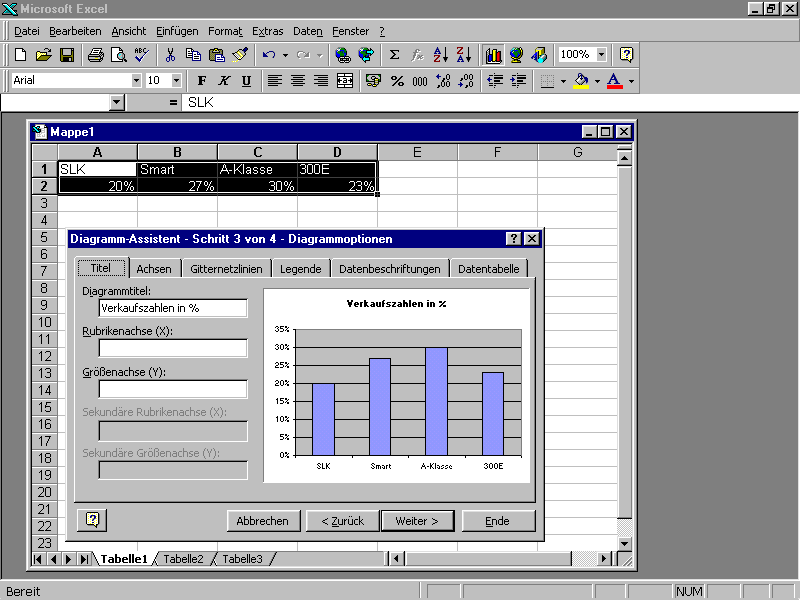 Microsoft Excel
Datei Bearbeiten Ansicht Einfügen Format Extras Daten Fenster ?
100%
Arial 10 F K U % 000
= SLK
Mappe1
A B C D E F G
1 SLK Smart A-Klasse 300E
2 20% 27% 30% 23%
3
4
5
6
7
8
9
10
11
12
13
14
15
16
17
18
19
20
21
22
23
Diagramm-Assistent - Schritt 3 von 4 - Diagrammoptionen
Titel Achsen Gitternetzlinien Legende Datenbeschriftungen Datentabelle
Diagrammtitel:
Verkaufszahlen in %
Rubrikenachse (X):
Größenachse (Y):
Sekundäre Rubrikenachse (X):
Sekundäre Größenachse (Y):
Verkaufszahlen in %
35%
30%
25%
20%
15%
10%
5%
0%
SLK Smart A-Klasse 300E
Abbrechen < Zurück Weiter > Ende
Tabelle1 Tabelle2 Tabelle3
Bereit NUM